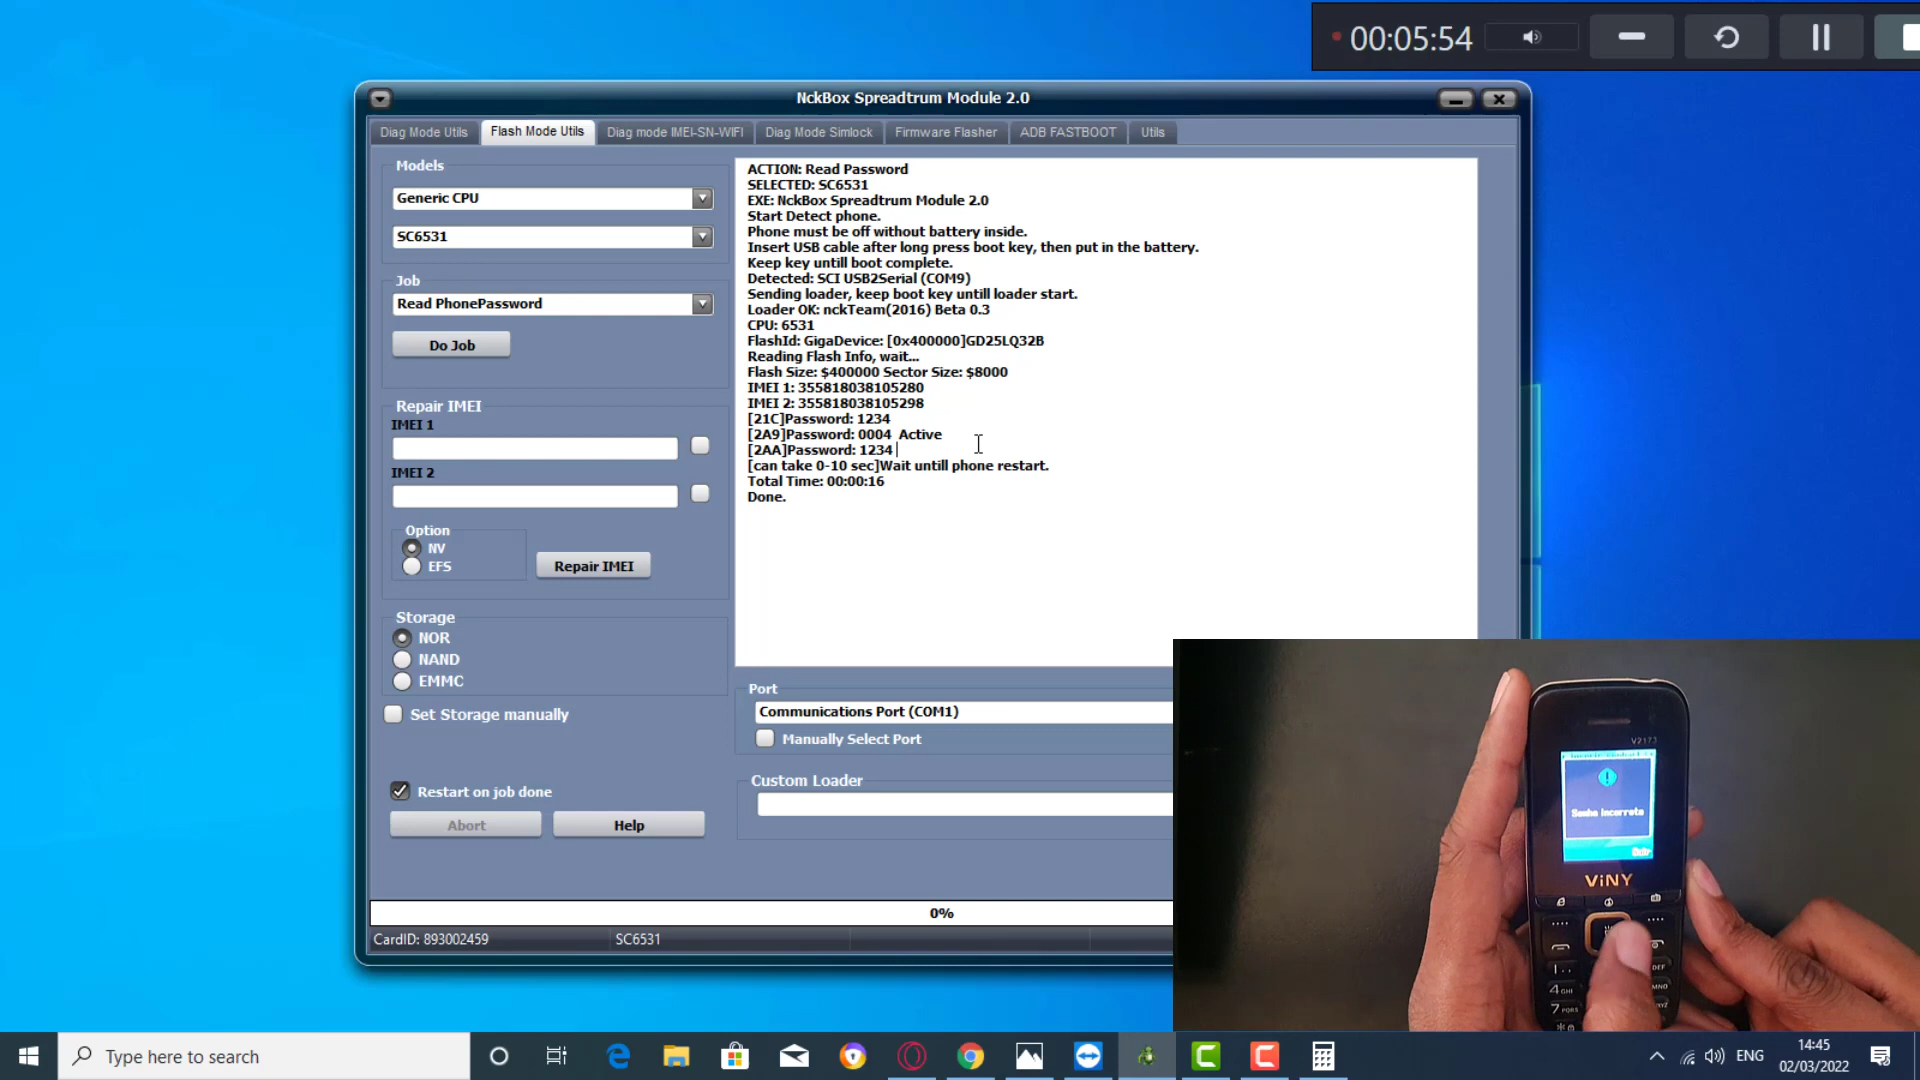 00:05:54
NckBox Spreadtrum Module 2.0
Diag Mode Utils
Flash Mode Utils
Diag mode IMEI-SN-WIFI
Diag Mode Simlock
Firmware Flasher
ADB FASTBOOT
Utils
Models
Generic CPU
SC6531
Job
Read PhonePassword
Do Job
Repair IMEI
IMEI 1
IMEI 2
Option
NV
EFS
Repair IMEI
Storage
NOR
NAND
EMMC
Set Storage manually
Restart on job done
Abort
Help
ACTION: Read Password
SELECTED: SC6531
EXE: NckBox Spreadtrum Module 2.0
Start Detect phone.
Phone must be off without battery inside.
Insert USB cable after long press boot key, then put in the battery.
Keep key untill boot complete.
Detected: SCI USB2Serial (COM9)
Sending loader, keep boot key untill loader start.
Loader OK: nckTeam(2016) Beta 0.3
CPU: 6531
FlashId: GigaDevice: [0x400000]GD25LQ32B
Reading Flash Info, wait...
Flash Size: $400000 Sector Size: $8000
IMEI 1: 355818038105280
IMEI 2: 355818038105298
[21C]Password: 1234
[2A9]Password: 0004 Active
[2AA]Password: 1234
[can take 0-10 sec]Wait untill phone restart.
Total Time: 00:00:16
Done.
Port
Communications Port (COM1)
Manually Select Port
Custom Loader
0%
CardID: 893002459
SC6531
V2173
Senha incorreta
ViNY
DEF
4 GHI
MNO
7 PQRS
Type here to search
ENG
14:45
02/03/2022